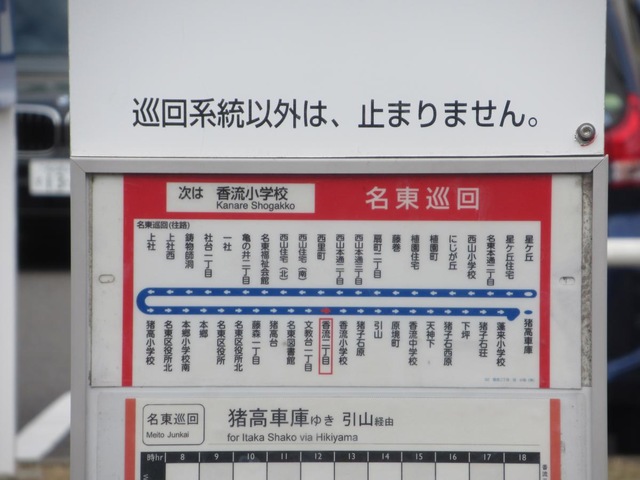 巡回系統以外は、止まりません。
次は 香流小学校
Kanare Shogakko
名東巡回
名東巡回(往路)
上社
上社西
鋳物師洞
社台一丁目
一社
亀の井二丁目
名東福祉会館
西山住宅(北)
西山住宅(南)
西里町
西山本通二丁目
西山本通三丁目
扇町二丁目
藤巻
植園住宅
植園町
にじが丘
西山小学校
名東本通二丁目
星ケ丘住宅
星ケ丘
猪高小学校
名東区役所北
本郷小学校南
本郷
名東区役所
名東区役所北
藤森一丁目
猪高台
名東図書館
文教台一丁目
香流二丁目
香流小学校
猪子石原
引山
原境町
香流中学校
天神下
猪子石西原
下坪
猪子石荘
蓬来小学校
猪高車庫
名東巡回
Meito Junkai
猪高車庫ゆき 引山経由
for Itaka Shako via Hikiyama
時hr 8 9 10 11 12 13 14 15 16 17 18